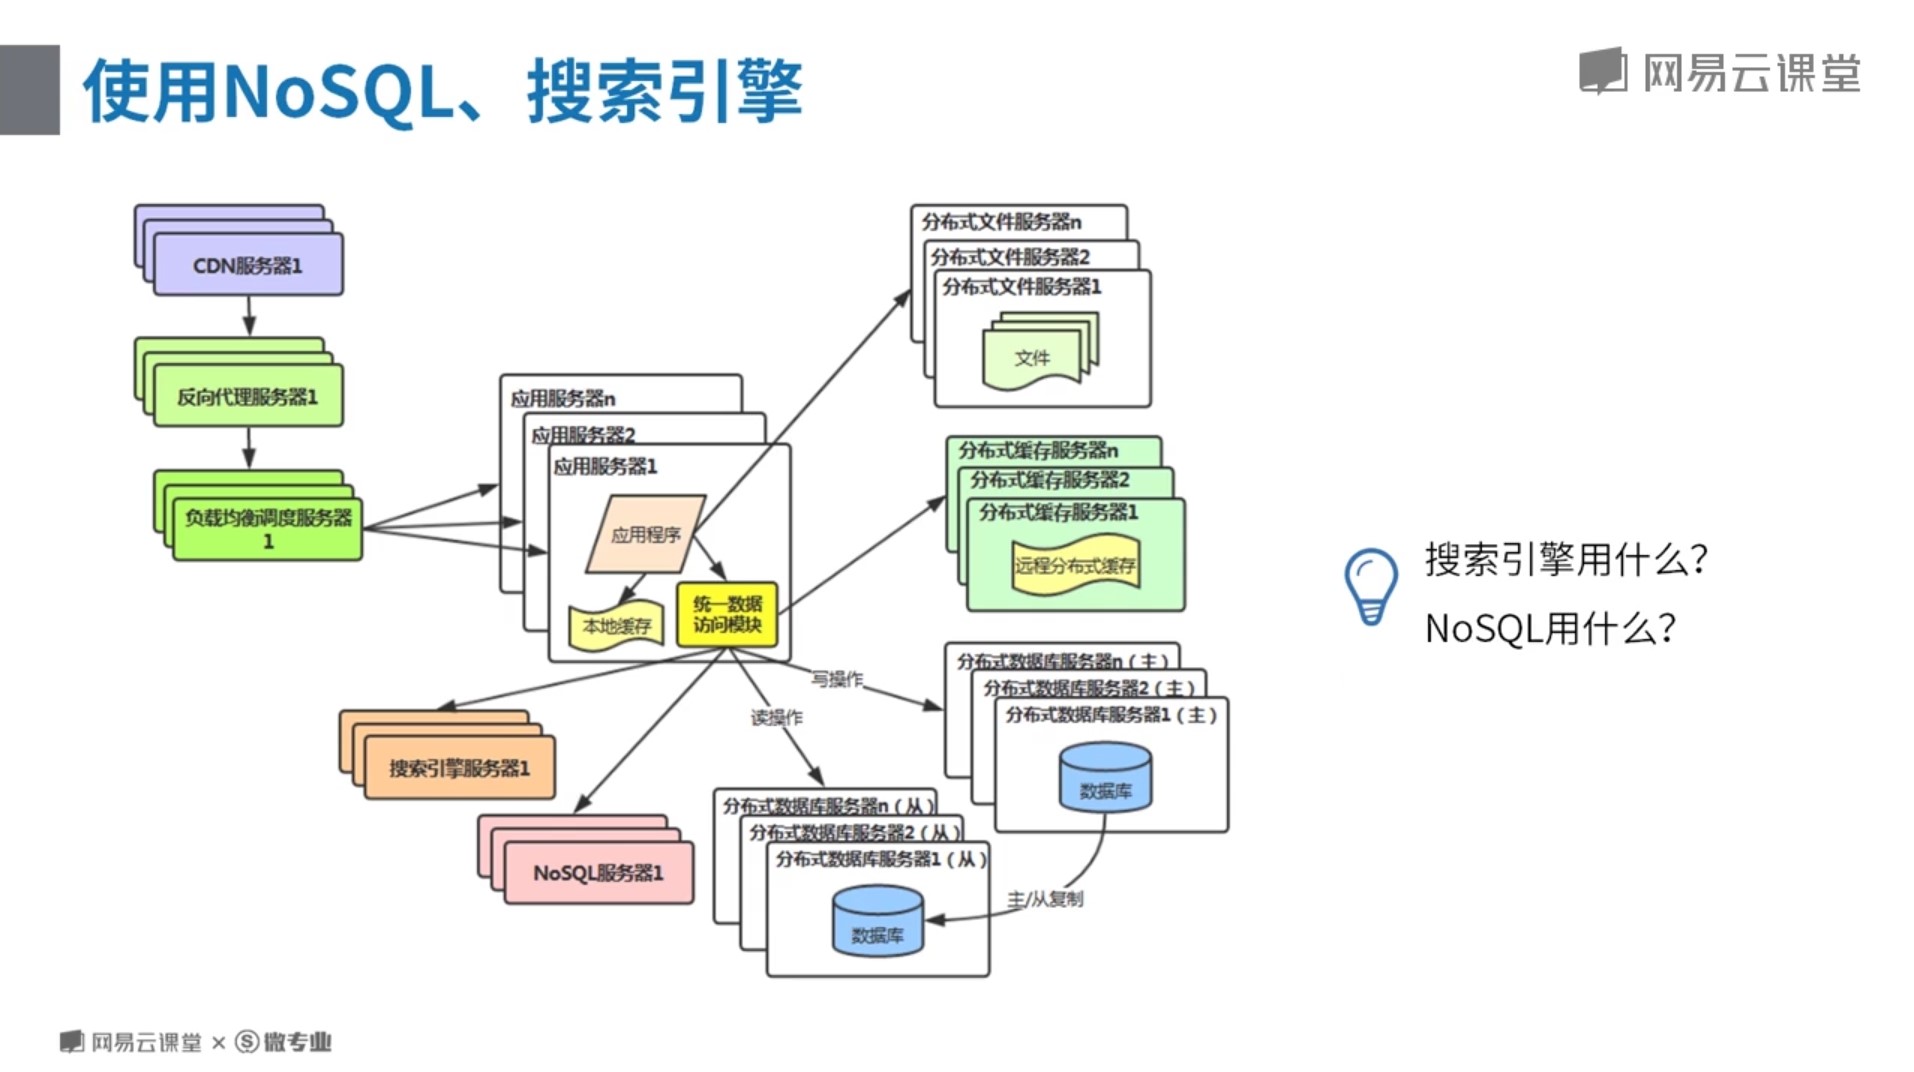 使用NoSQL、搜索引擎
网易云课堂
CDN服务器1
反向代理服务器1
负载均衡调度服务器
1
应用服务器n
应用服务器2
应用服务器1
应用程序
本地缓存
统一数据
访问模块
分布式文件服务器n
分布式文件服务器2
分布式文件服务器1
文件
分布式缓存服务器n
分布式缓存服务器2
分布式缓存服务器1
远程分布式缓存
写操作
读操作
分布式数据库服务器n（主）
分布式数据库服务器2（主）
分布式数据库服务器1（主）
数据库
搜索引擎服务器1
NoSQL服务器1
分布式数据库服务器n（从）
分布式数据库服务器2（从）
分布式数据库服务器1（从）
数据库
主/从复制
搜索引擎用什么？
NoSQL用什么？
网易云课堂 × 微专业